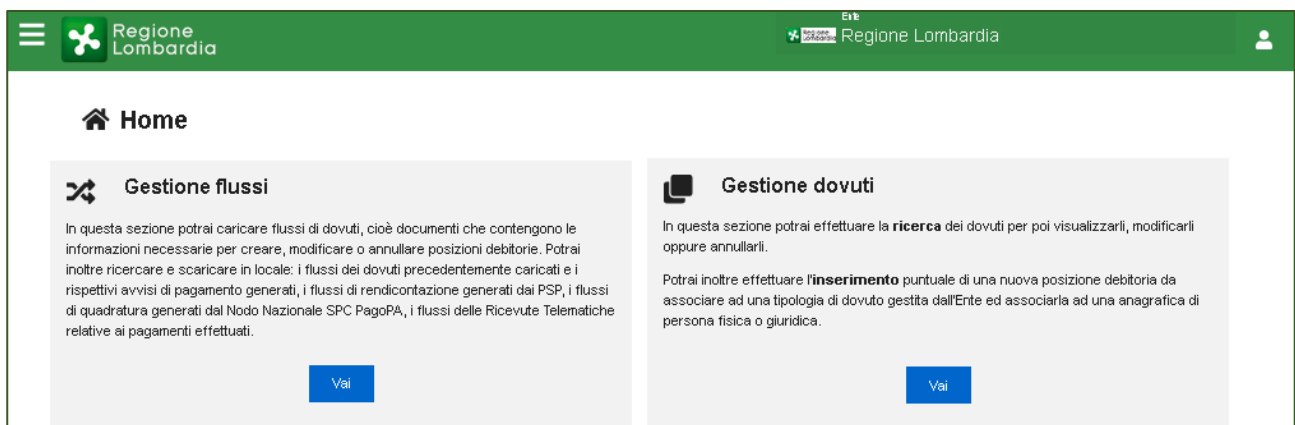 Regione
Lombardia
Ente
Regione
Lombardia
Regione Lombardia
Home
Gestione flussi
In questa sezione potrai caricare flussi di dovuti, cioè documenti che contengono le
informazioni necessarie per creare, modificare o annullare posizioni debitorie. Potrai
inoltre ricercare e scaricare in locale: i flussi dei dovuti precedentemente caricati e i
rispettivi avvisi di pagamento generati, i flussi di rendicontazione generati dai PSP, i flussi
di quadratura generati dal Nodo Nazionale SPC PagoPA, i flussi delle Ricevute Telematiche
relative ai pagamenti effettuati.
Vai
Gestione dovuti
In questa sezione potrai effettuare la ricerca dei dovuti per poi visualizzarli, modificarli
oppure annullarli.
Potrai inoltre effettuare l'inserimento puntuale di una nuova posizione debitoria da
associare ad una tipologia di dovuto gestita dall'Ente ed associarla ad una anagrafica di
persona fisica o giuridica.
Vai